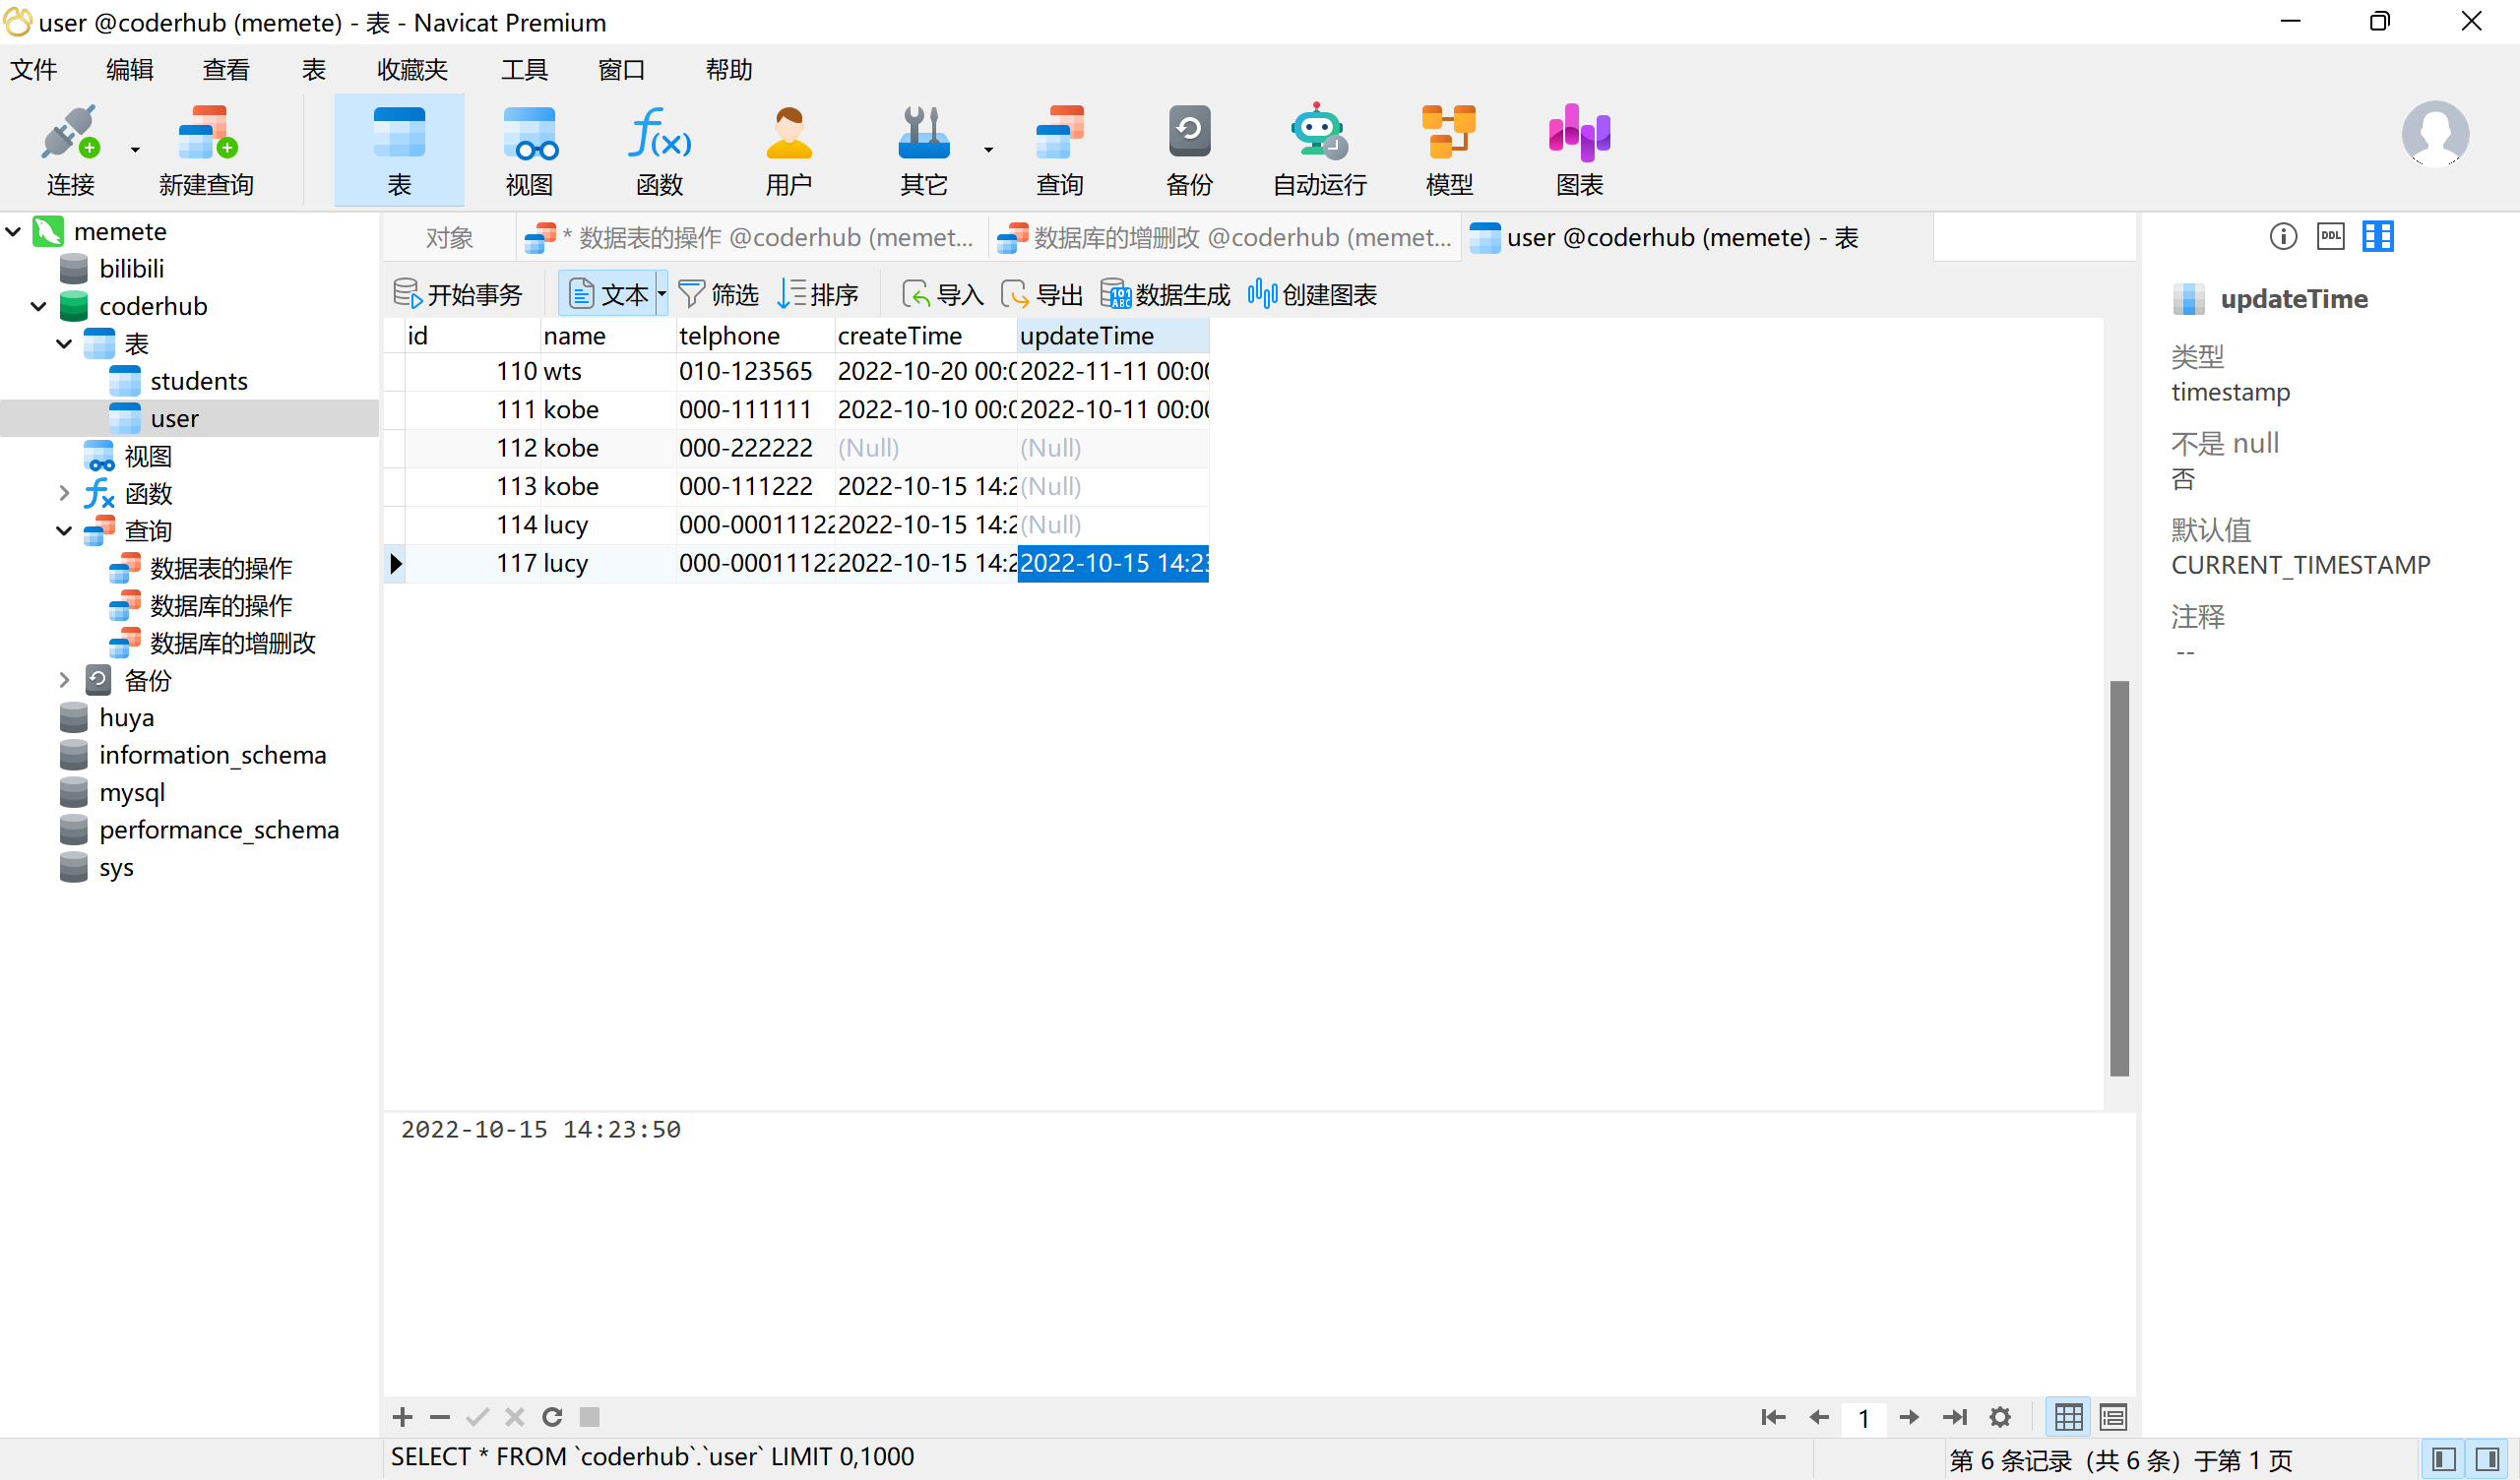 user @coderhub (memete) - 表 - Navicat Premium
文件 编辑 查看 表 收藏夹 工具 窗口 帮助
连接 新建查询 表 视图 函数 用户 其它 查询 备份 自动运行 模型 图表
memete
bilibili
coderhub
表
students
user
视图
函数
查询
数据表的操作
数据库的操作
数据库的增删改
备份
huya
information_schema
mysql
performance_schema
sys
对象 * 数据表的操作 @coderhub (memet... 数据库的增删改 @coderhub (memet... user @coderhub (memete) - 表
开始事务 文本 筛选 排序 导入 导出 数据生成 创建图表
id name telphone createTime updateTime
110 wts 010-123565 2022-10-20 00:0 2022-11-11 00:00
111 kobe 000-111111 2022-10-10 00:0 2022-10-11 00:00
112 kobe 000-222222 (Null) (Null)
113 kobe 000-111222 2022-10-15 14:2 (Null)
114 lucy 000-00011122 2022-10-15 14:2 (Null)
117 lucy 000-00011122 2022-10-15 14:2 2022-10-15 14:23
2022-10-15 14:23:50
1
SELECT * FROM `coderhub`.`user` LIMIT 0,1000
第 6 条记录 (共 6 条) 于第 1 页
DDL
updateTime
类型
timestamp
不是 null
否
默认值
CURRENT_TIMESTAMP
注释
--